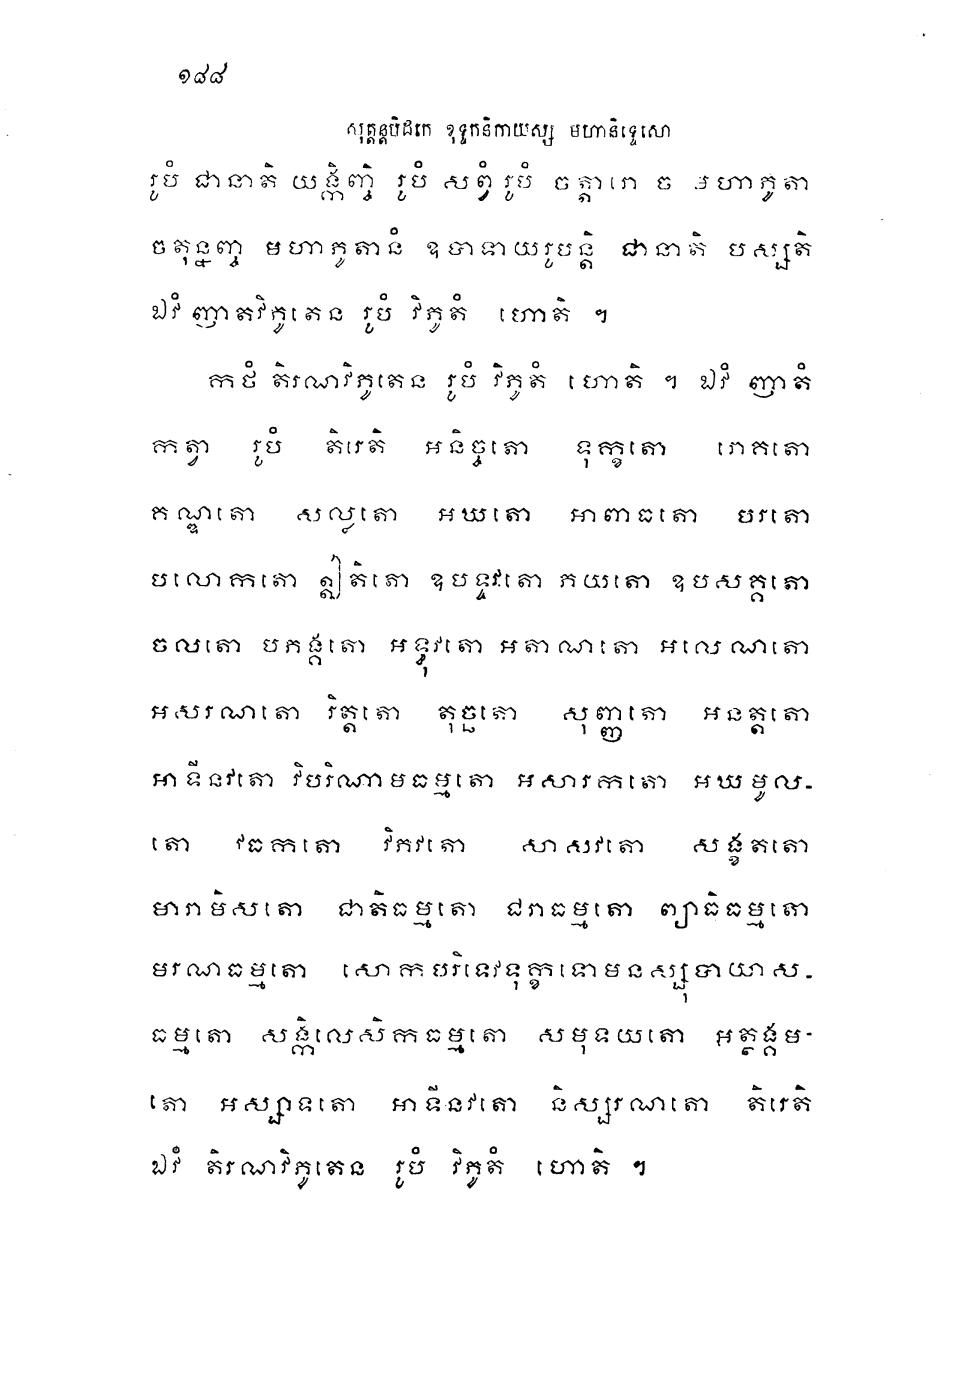 ១៨៨
សុត្តន្តបិដកេ ខុទ្ទកនិកាយស្ស មហានិទ្ទេសោ
រូបំ ជានាតិ យង្កិញ្ចិ រូបំ សព្វំ រូបំ ចត្តារោ ច មហាភូតា
ចតុន្នញ្ច មហាភូតានំ ឧបាទាយរូបន្តិ ជានាតិ បស្សតិ
ឯវំ ញាតវិភូតេន រូបំ វិភូតំ ហោតិ ។
កថំ តិរណវិភូតេន រូបំ វិភូតំ ហោតិ ។ ឯវំ ញាតំ
កត្វា រូបំ តិរេតិ អនិច្ចតោ ទុក្ខតោ រោគតោ
គណ្ឌតោ សល្លតោ អឃតោ អាពាធតោ បរតោ
បលោកតោ ឦតិតោ ឧបទ្ទវតោ ភយតោ ឧបសគ្គតោ
ចលតោ បភង្គតោ អទ្ធុវតោ អតាណតោ អលេណតោ
អសរណតោ រិត្តតោ តុច្ឆតោ សុញ្ញតោ អនត្តតោ
អាទីនវតោ វិបរិណាមធម្មតោ អសារកតោ អឃមូល-
តោ វធកតោ វិភវតោ សាសវតោ សង្ខតតោ
មារាមិសតោ ជាតិធម្មតោ ជរាធម្មតោ ព្យាធិធម្មតោ
មរណធម្មតោ សោកបរិទេវទុក្ខទោមនស្សុបាយាស-
ធម្មតោ សង្កិលេសិកធម្មតោ សមុទយតោ អត្ថង្គម-
តោ អស្សាទតោ អាទីនវតោ និស្សរណតោ តិរេតិ
ឯវំ តិរណវិភូតេន រូបំ វិភូតំ ហោតិ ។